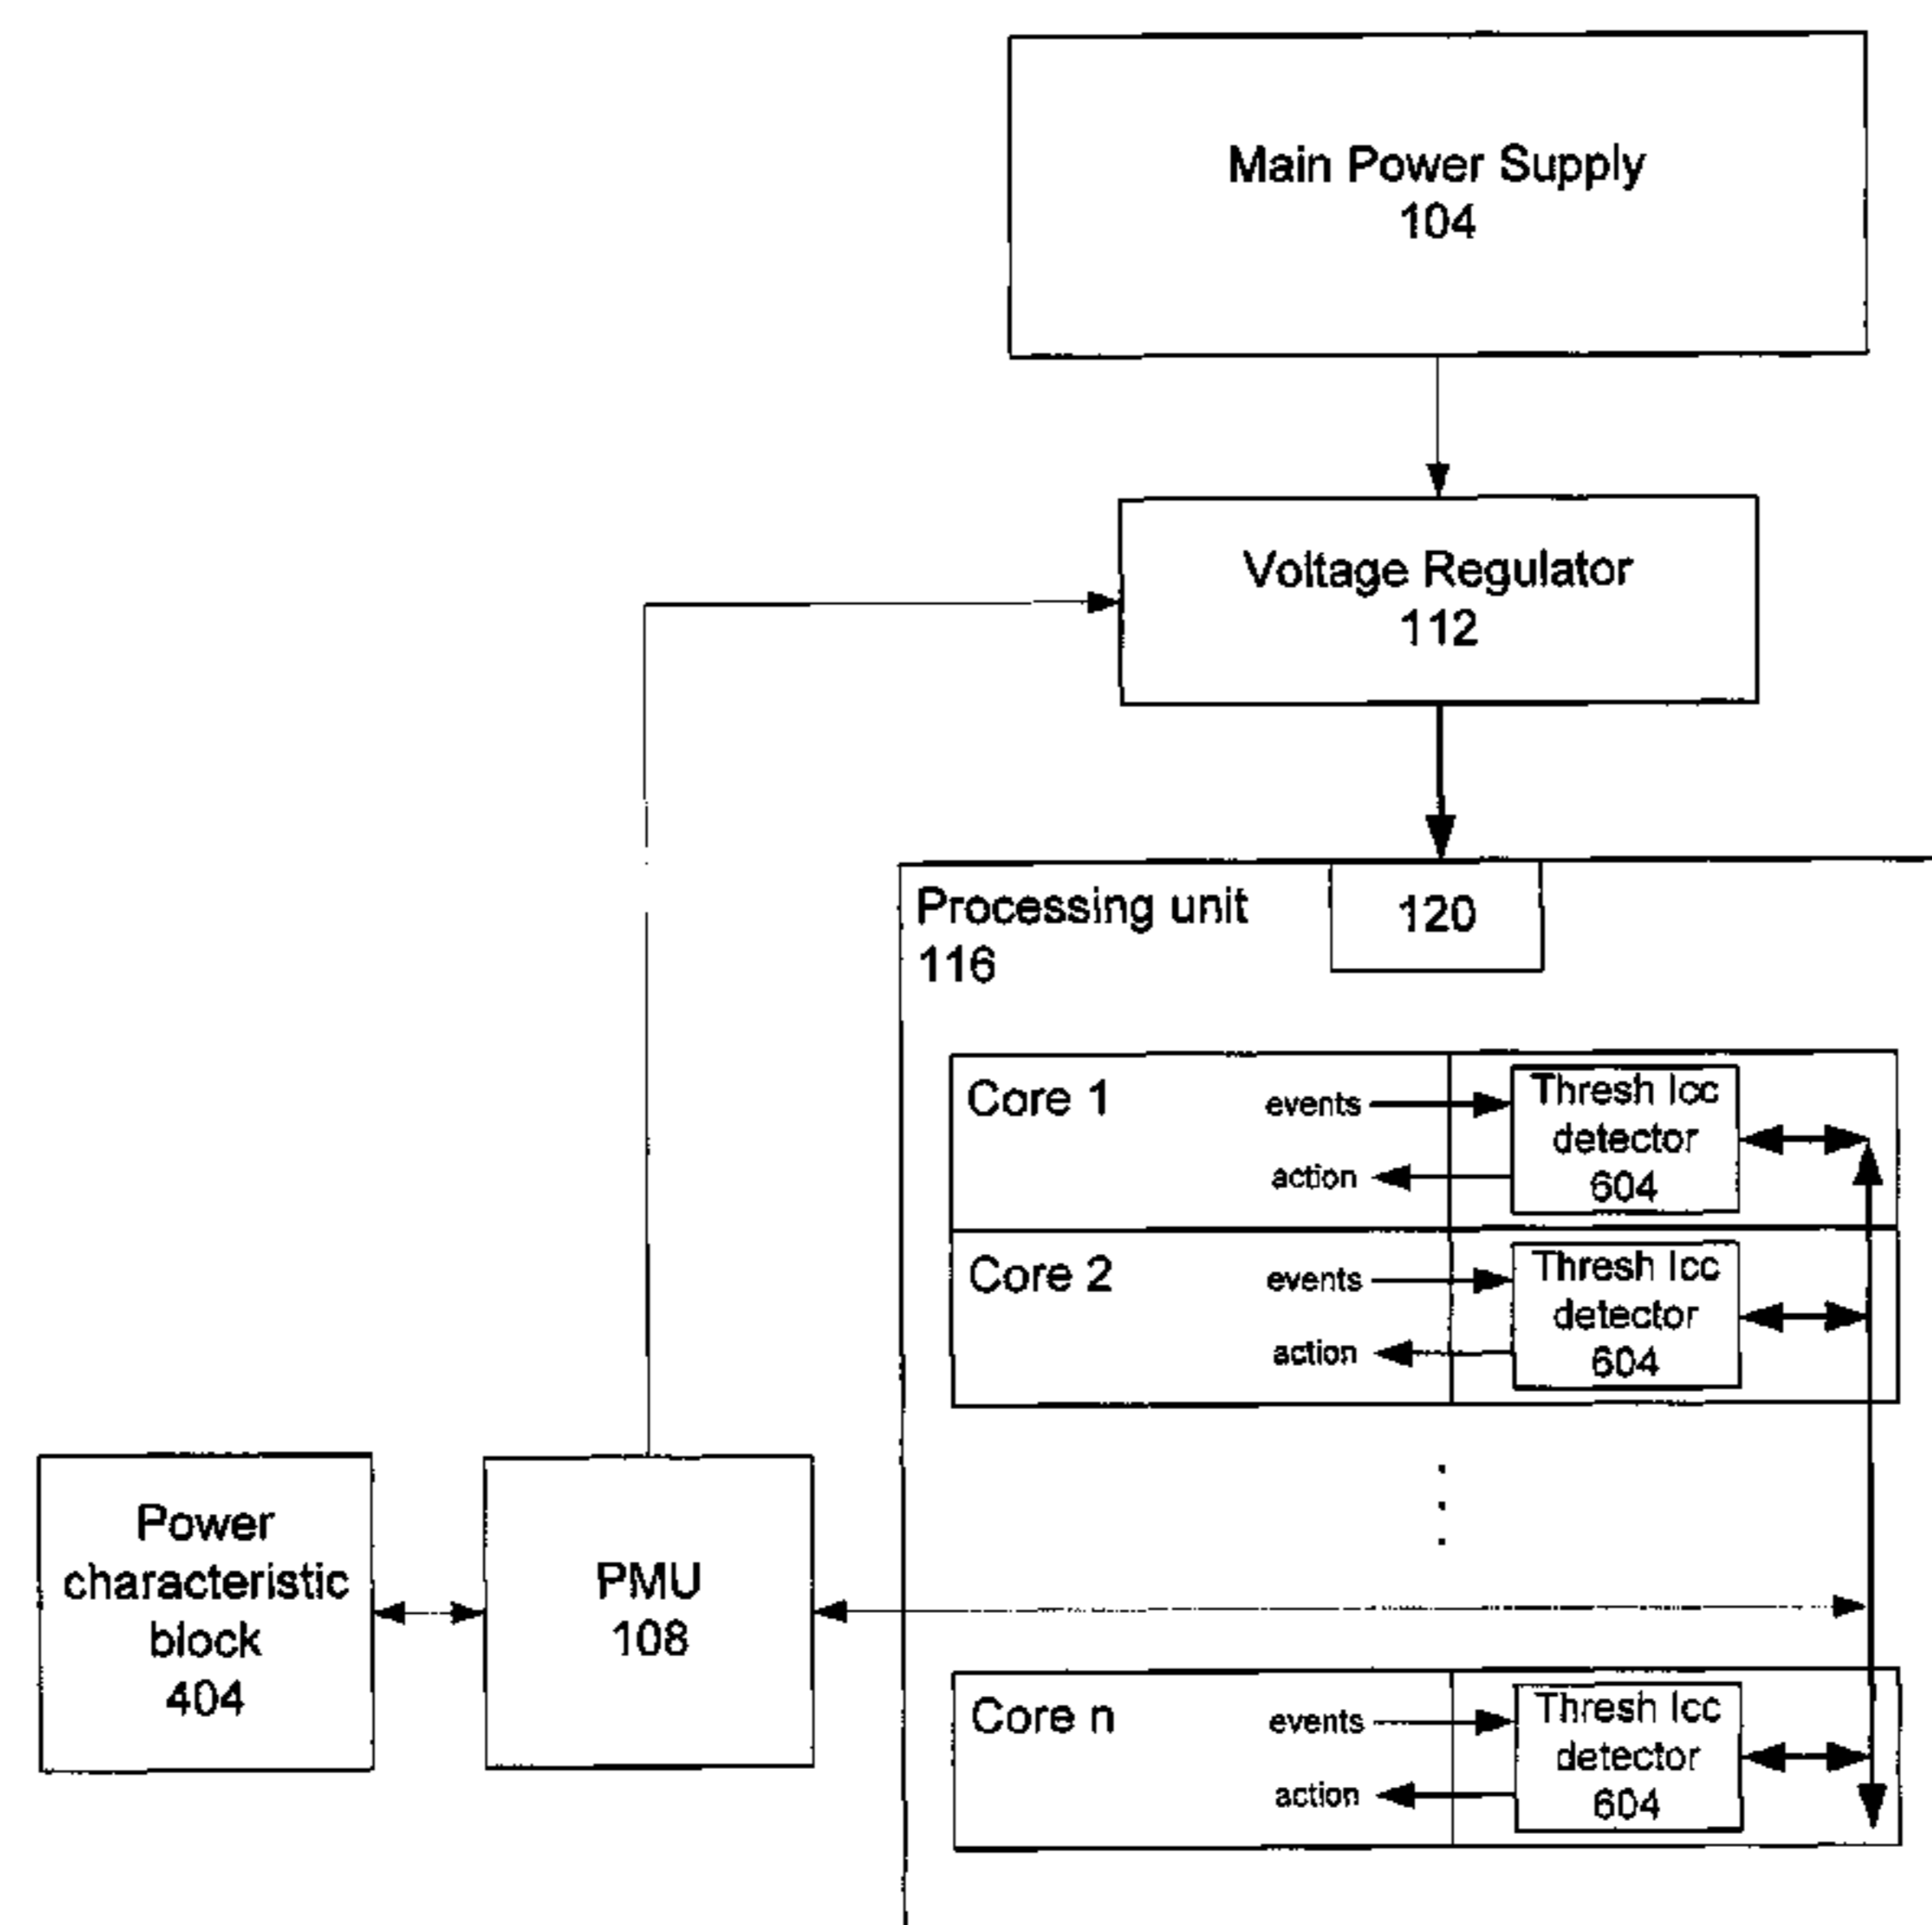 Main Power Supply
104
Voltage Regulator
112
Processing unit
116
120
Core 1
events
action
Thresh Icc
detector
604
Core 2
events
action
Thresh Icc
detector
604
Power
characteristic
block
404
PMU
108
Core n
events
action
Thresh Icc
detector
604